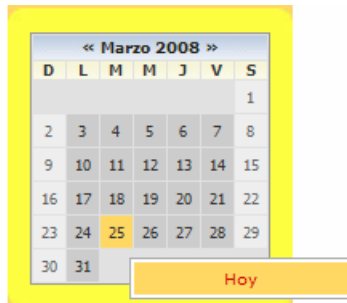 « Marzo 2008 »
D L M M J V S
1
2 3 4 5 6 7 8
9 10 11 12 13 14 15
16 17 18 19 20 21 22
23 24 25 26 27 28 29
30 31
Hoy